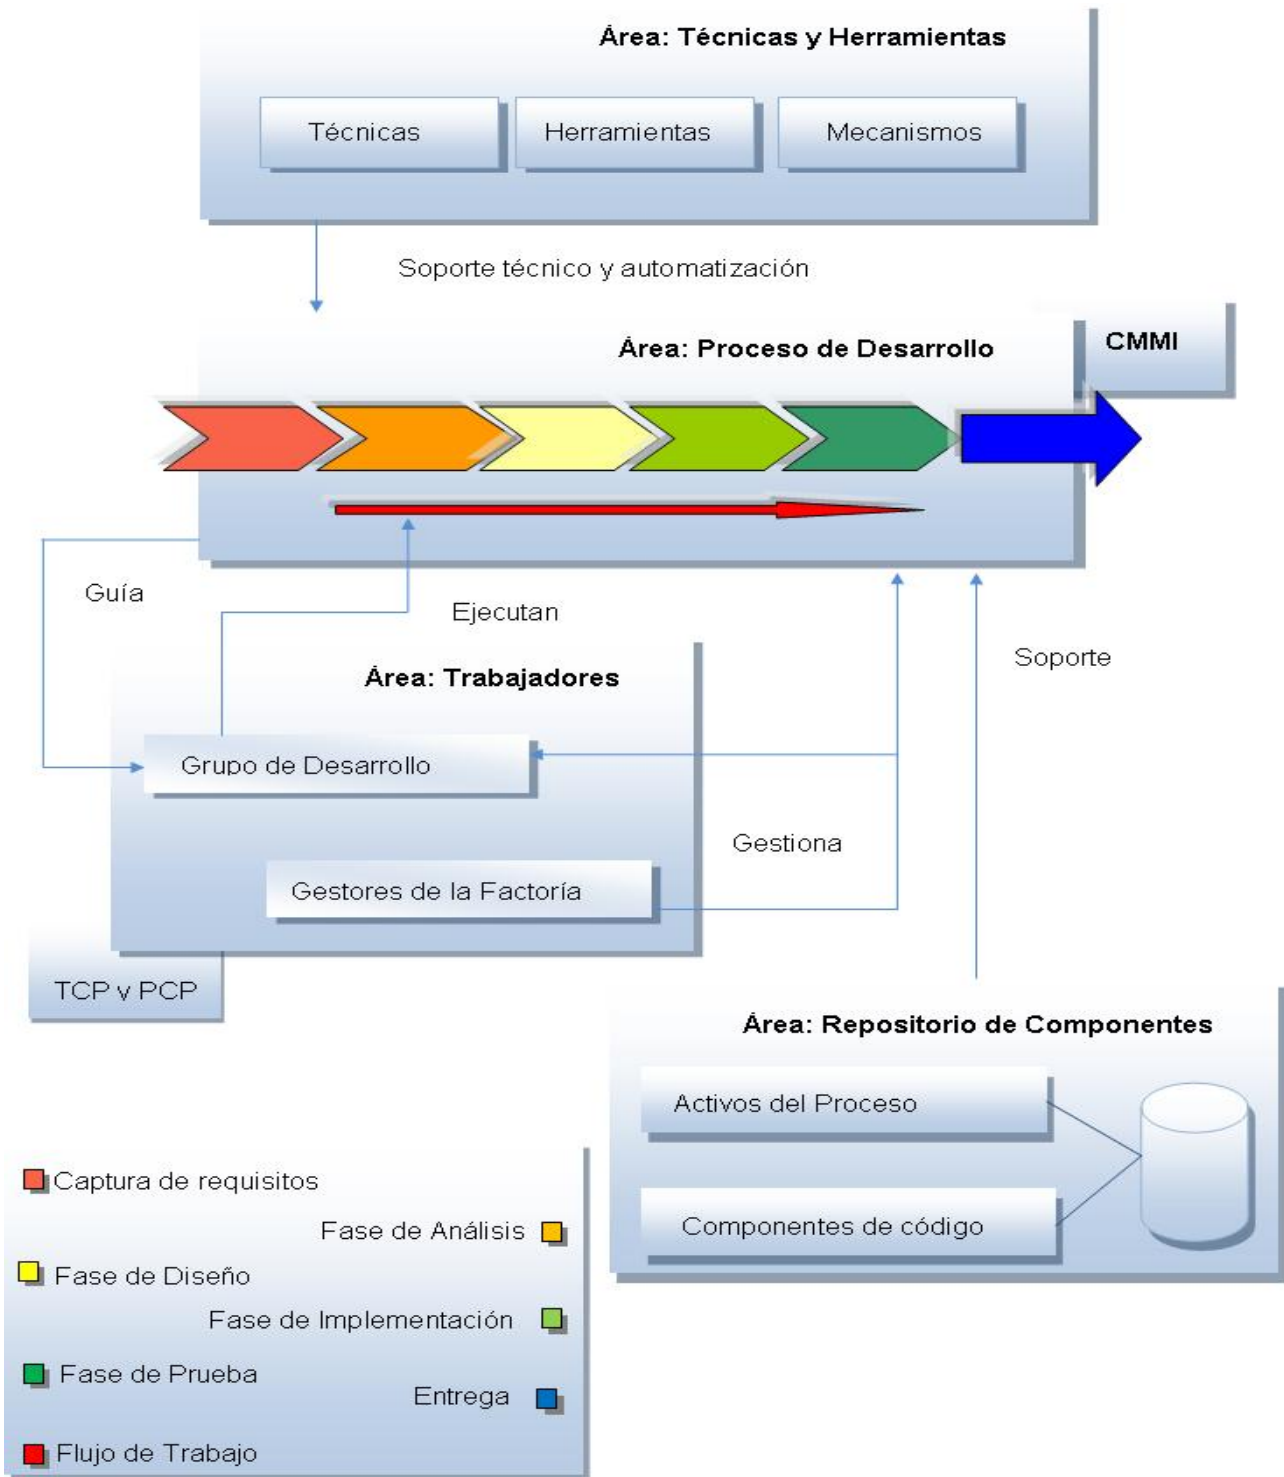 Área: Técnicas y Herramientas
Técnicas
Herramientas
Mecanismos
Soporte técnico y automatización
Área: Proceso de Desarrollo
CMMI
Guía
Ejecutan
Soporte
Área: Trabajadores
Grupo de Desarrollo
Gestiona
Gestores de la Factoría
TCP v PCP
Área: Repositorio de Componentes
Activos del Proceso
Componentes de código
Captura de requisitos
Fase de Análisis
Fase de Diseño
Fase de Implementación
Fase de Prueba
Entrega
Flujo de Trabajo